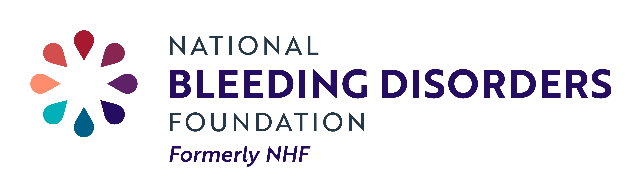 NATIONAL
BLEEDING DISORDERS
FOUNDATION
Formerly NHF